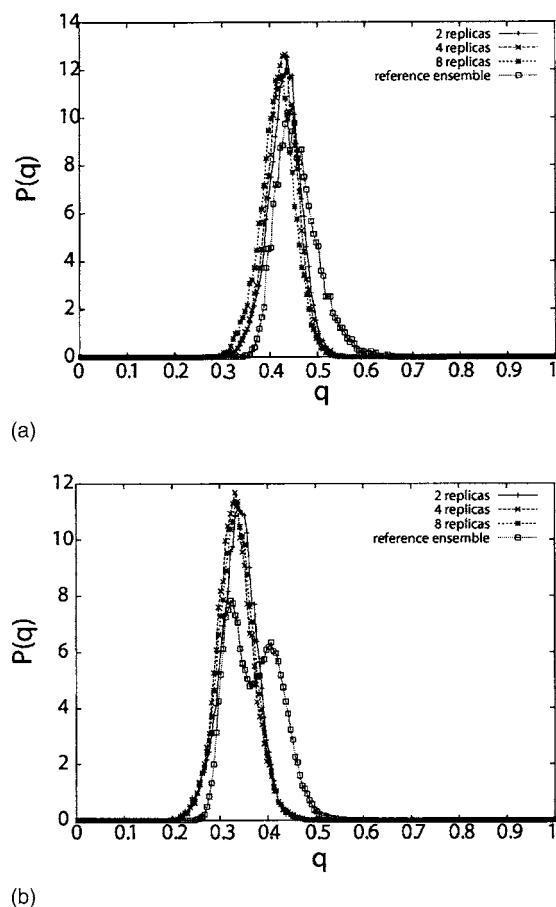 14
12
10
8
6
4
2
0
P(q)
2 replicas
4 replicas
8 replicas
reference ensemble
0 0.1 0.2 0.3 0.4 0.5 0.6 0.7 0.8 0.9 1
q
(a)
12
10
8
6
4
2
0
P(q)
2 replicas
4 replicas
8 replicas
reference ensemble
0 0.1 0.2 0.3 0.4 0.5 0.6 0.7 0.8 0.9 1
q
(b)